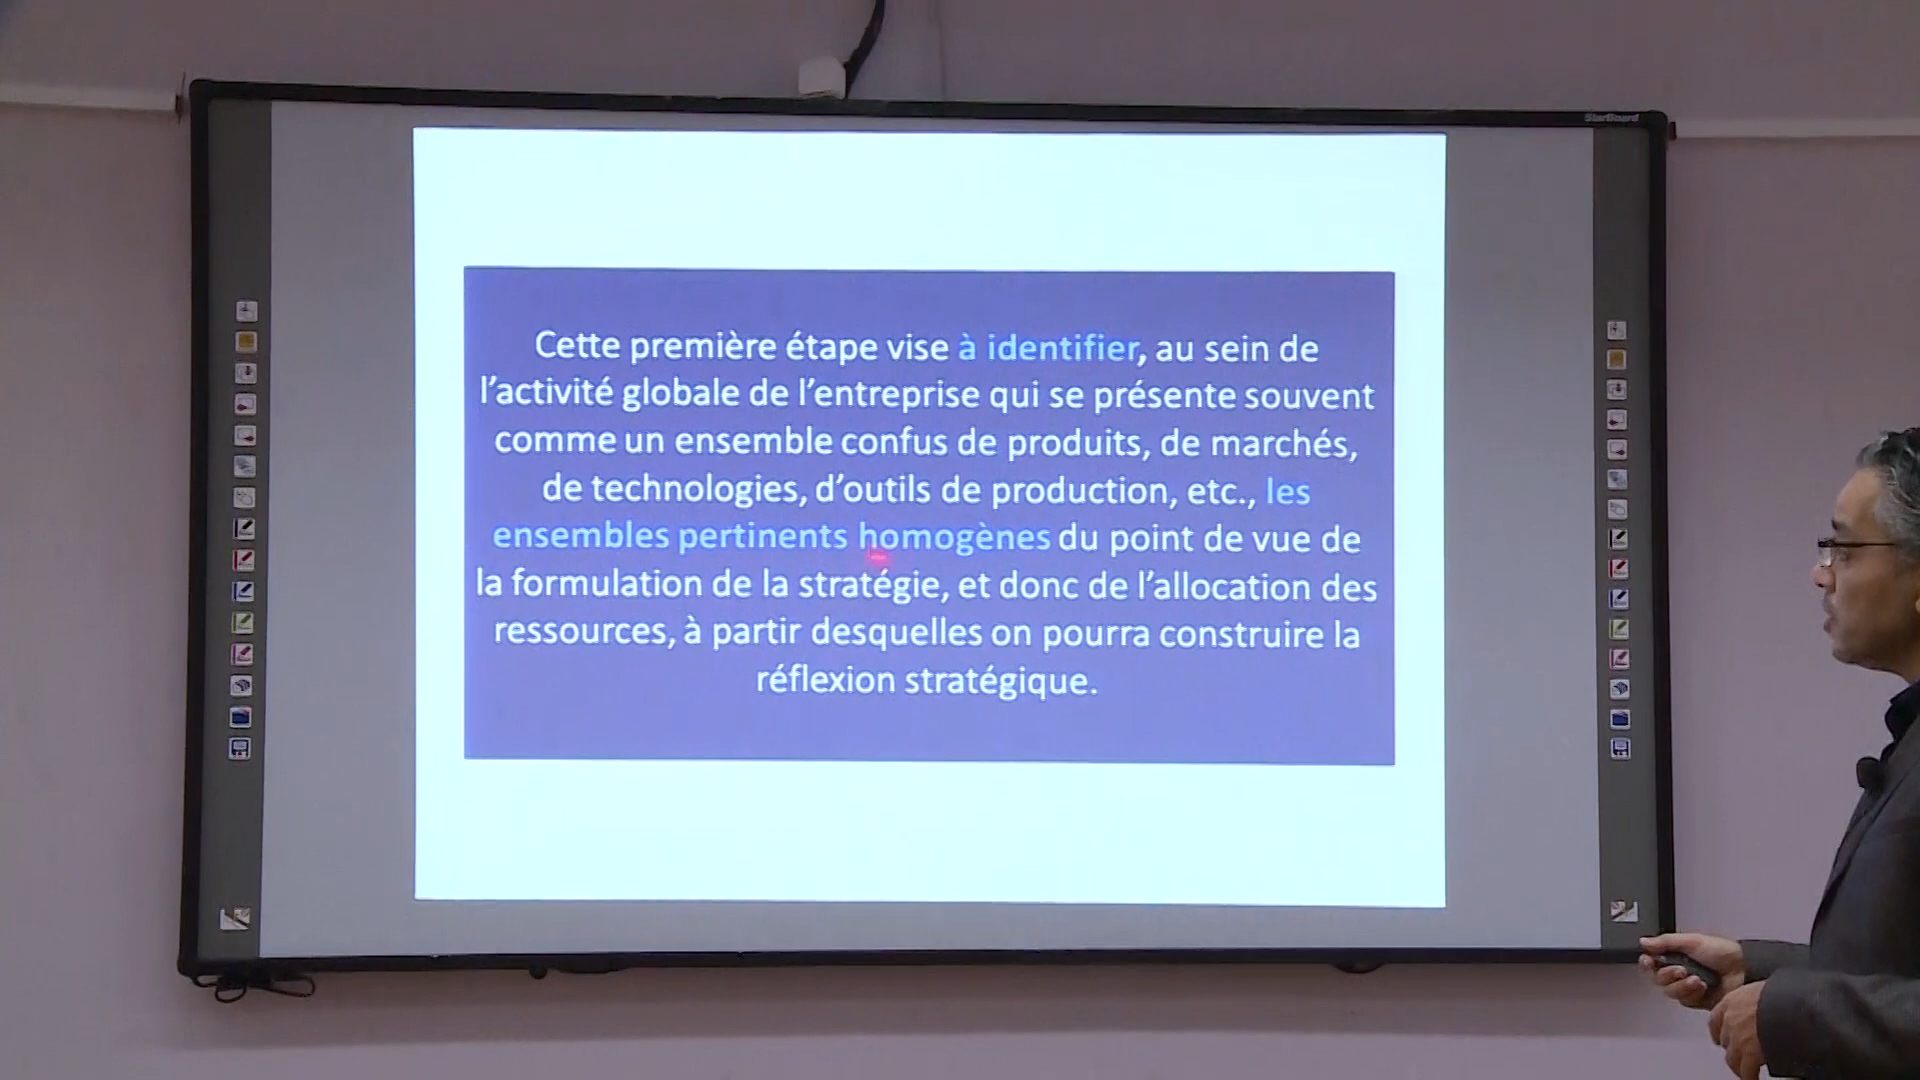 StarBoard
Cette première étape vise à identifier, au sein de
l’activité globale de l’entreprise qui se présente souvent
comme un ensemble confus de produits, de marchés,
de technologies, d’outils de production, etc., les
ensembles pertinents homogènes du point de vue de
la formulation de la stratégie, et donc de l’allocation des
ressources, à partir desquelles on pourra construire la
réflexion stratégique.